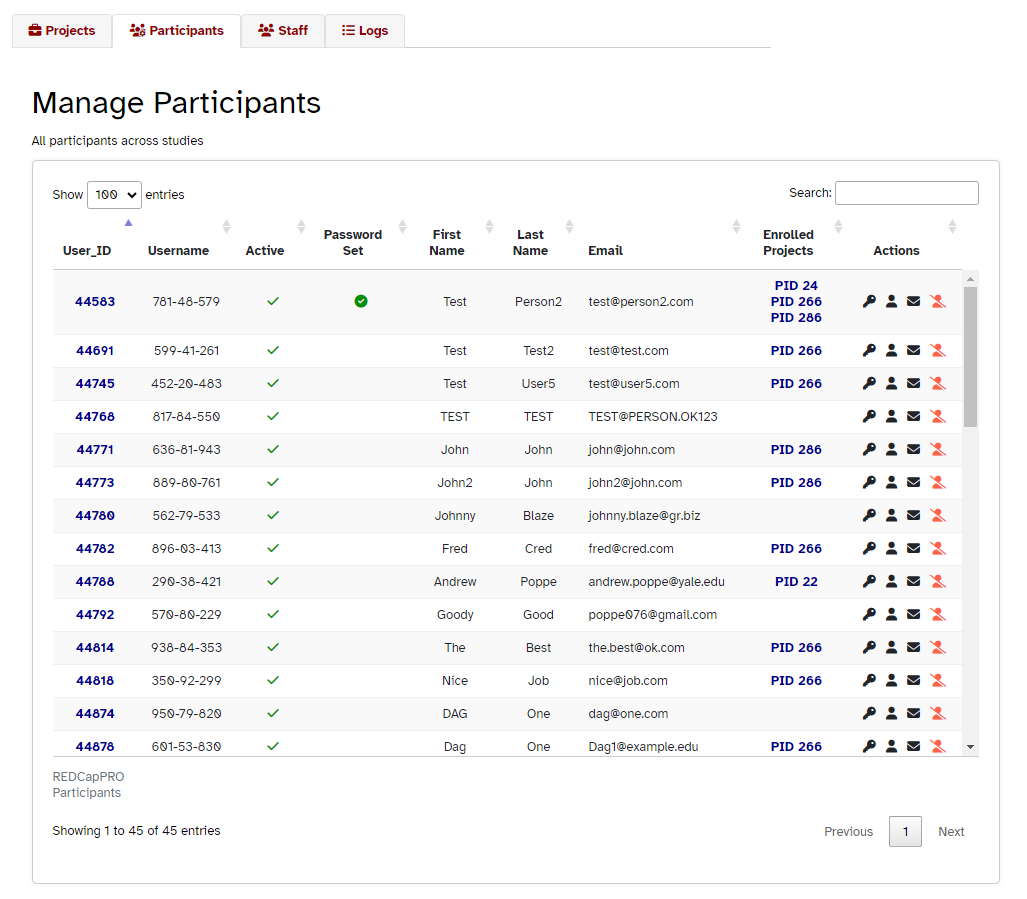 Projects Participants Staff Logs
Manage Participants
All participants across studies
Show 100 entries Search:
User_ID Username Active Password Set First Name Last Name Email Enrolled Projects Actions
44583 781-48-579 Test Person2 test@person2.com PID 24
PID 266
PID 286
44691 599-41-261 Test Test2 test@test.com PID 266
44745 452-20-483 Test User5 test@user5.com PID 266
44768 817-84-550 TEST TEST TEST@PERSON.OK123
44771 636-81-943 John John john@john.com PID 286
44773 889-80-761 John2 John john2@john.com PID 286
44780 562-79-533 Johnny Blaze johnny.blaze@gr.biz
44782 896-03-413 Fred Cred fred@cred.com PID 266
44788 290-38-421 Andrew Poppe andrew.poppe@yale.edu PID 22
44792 570-80-229 Goody Good poppe076@gmail.com
44814 938-84-353 The Best the.best@ok.com PID 266
44818 350-92-299 Nice Job nice@job.com PID 266
44874 950-79-820 DAG One dag@one.com
44878 601-53-830 Dag One Dag1@example.edu PID 266
REDCapPRO
Participants
Showing 1 to 45 of 45 entries Previous 1 Next